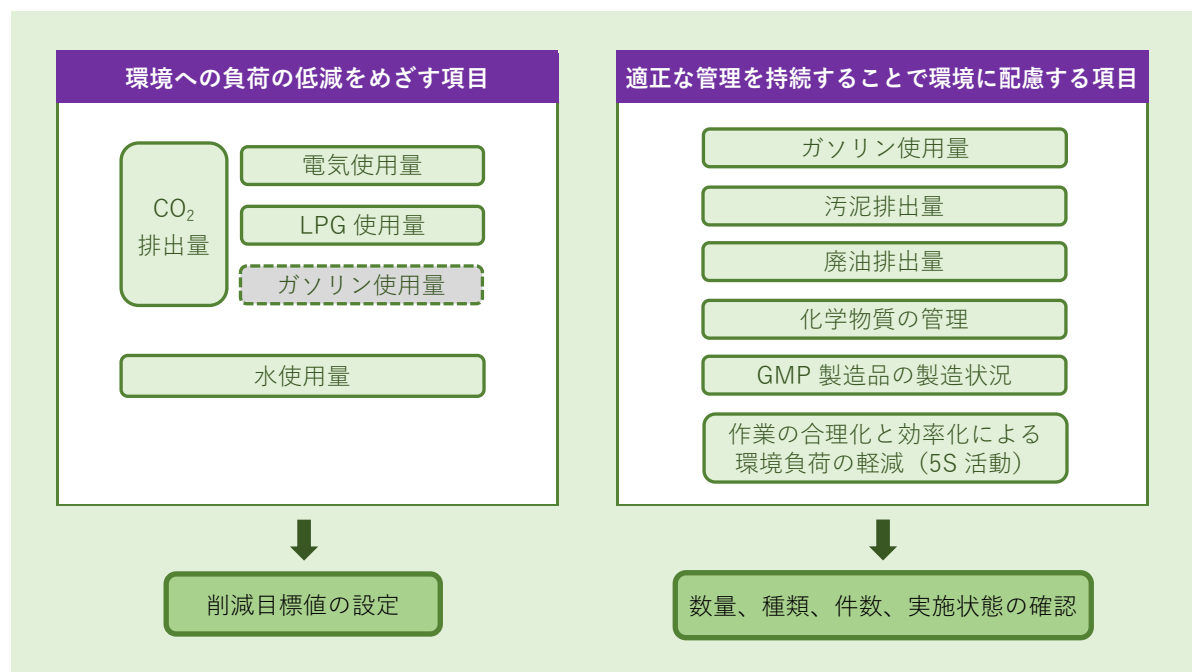 環境への負荷の低減をめざす項目
CO₂
排出量
電気使用量
LPG 使用量
ガソリン使用量
水使用量
削減目標値の設定
適正な管理を持続することで環境に配慮する項目
ガソリン使用量
汚泥排出量
廃油排出量
化学物質の管理
GMP 製造品の製造状況
作業の合理化と効率化による
環境負荷の軽減（5S 活動）
数量、種類、件数、実施状態の確認